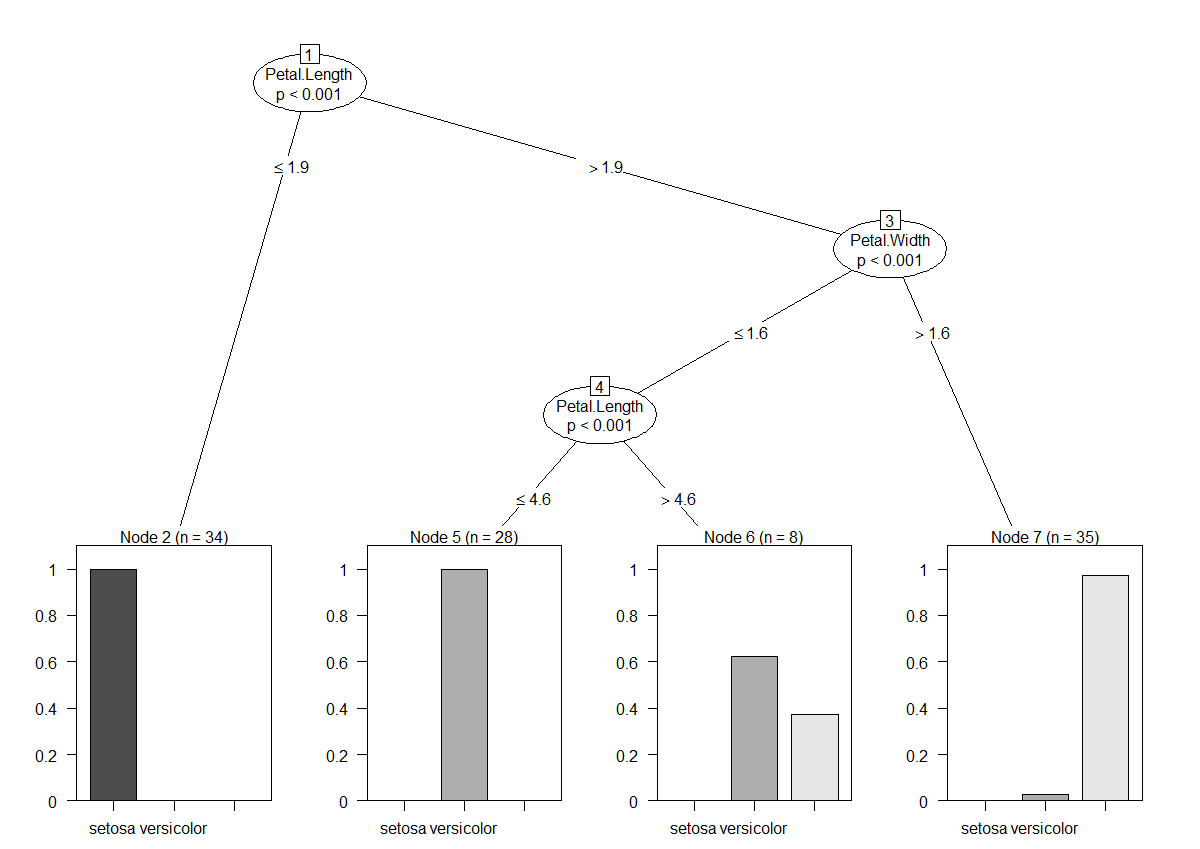 1
Petal.Length
p < 0.001
≤ 1.9
> 1.9
3
Petal.Width
p < 0.001
≤ 1.6
> 1.6
4
Petal.Length
p < 0.001
≤ 4.6
> 4.6
Node 2 (n = 34)
1
0.8
0.6
0.4
0.2
0
setosa versicolor
Node 5 (n = 28)
1
0.8
0.6
0.4
0.2
0
setosa versicolor
Node 6 (n = 8)
1
0.8
0.6
0.4
0.2
0
setosa versicolor
Node 7 (n = 35)
1
0.8
0.6
0.4
0.2
0
setosa versicolor